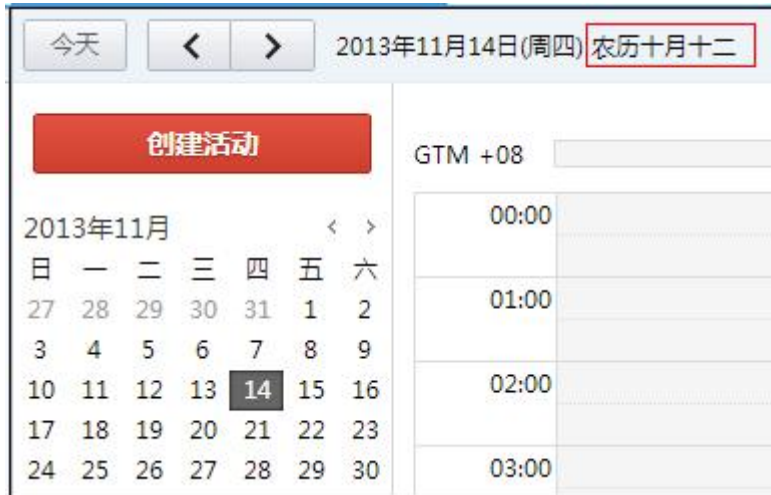 今天 < > 2013年11月14日(周四) 农历十月十二
创建活动
GTM +08
2013年11月 < >
日 一 二 三 四 五 六
27 28 29 30 31 1 2
3 4 5 6 7 8 9
10 11 12 13 14 15 16
17 18 19 20 21 22 23
24 25 26 27 28 29 30
00:00
01:00
02:00
03:00